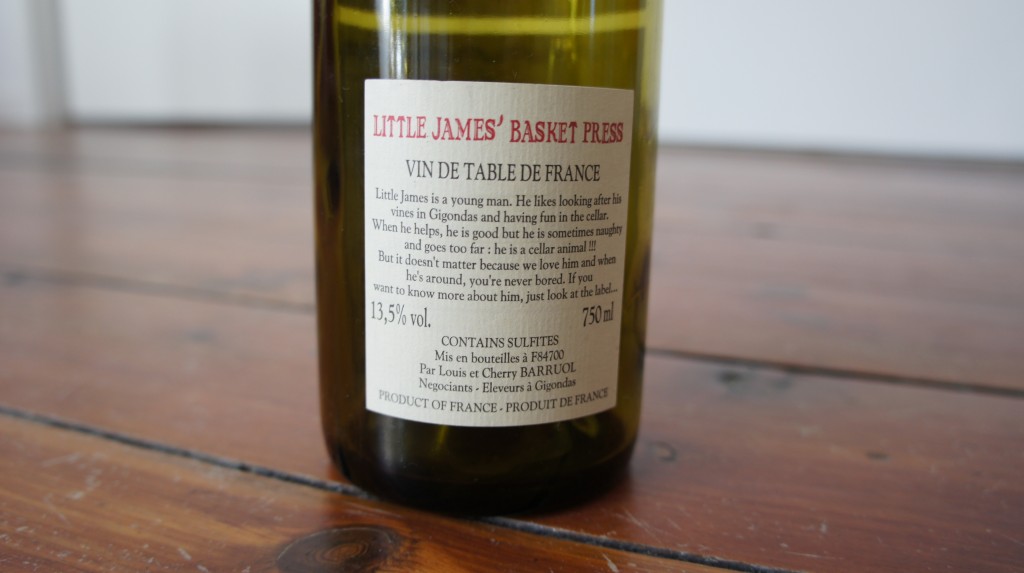 LITTLE JAMES' BASKET PRESS
VIN DE TABLE DE FRANCE
Little James is a young man. He likes looking after his
vines in Gigondas and having fun in the cellar.
When he helps, he is good but he is sometimes naughty
and goes too far : he is a cellar animal !!!
But it doesn't matter because we love him and when
he's around, you're never bored. If you
want to know more about him, just look at the label...
13,5% vol. 750 ml
CONTAINS SULFITES
Mis en bouteilles à F84700
Par Louis et Cherry BARRUOL
Negociants - Eleveurs à Gigondas
PRODUCT OF FRANCE - PRODUIT DE FRANCE